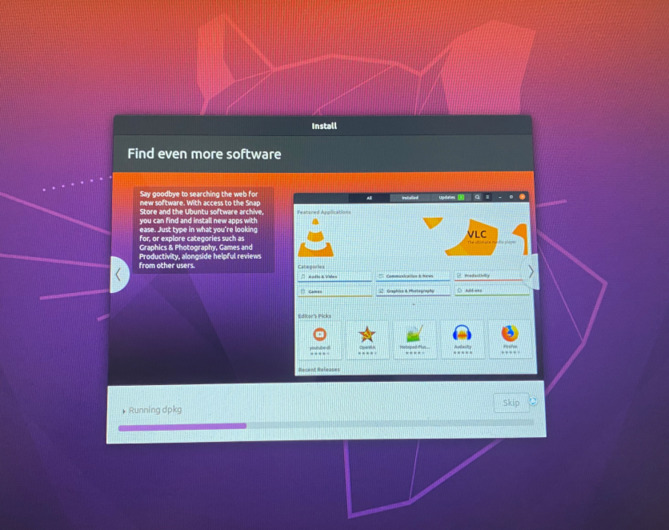 Install
Find even more software
Say goodbye to searching the web for
new software. With access to the Snap
Store and the Ubuntu software archive,
you can find and install new apps with
ease. Just type in what you're looking
for, or explore categories such as
Graphics & Photography, Games and
Productivity, alongside helpful reviews
from other users.
All Installed Updates
Featured Applications
VLC
The ultimate media player
Categories
Audio & Video Communication & News Productivity
Games Graphics & Photography Add-ons
Editor's Picks
youtube-dl OpenRA Notepad-Plus... Audacity Firefox
Recent Releases
Running dpkg
Skip